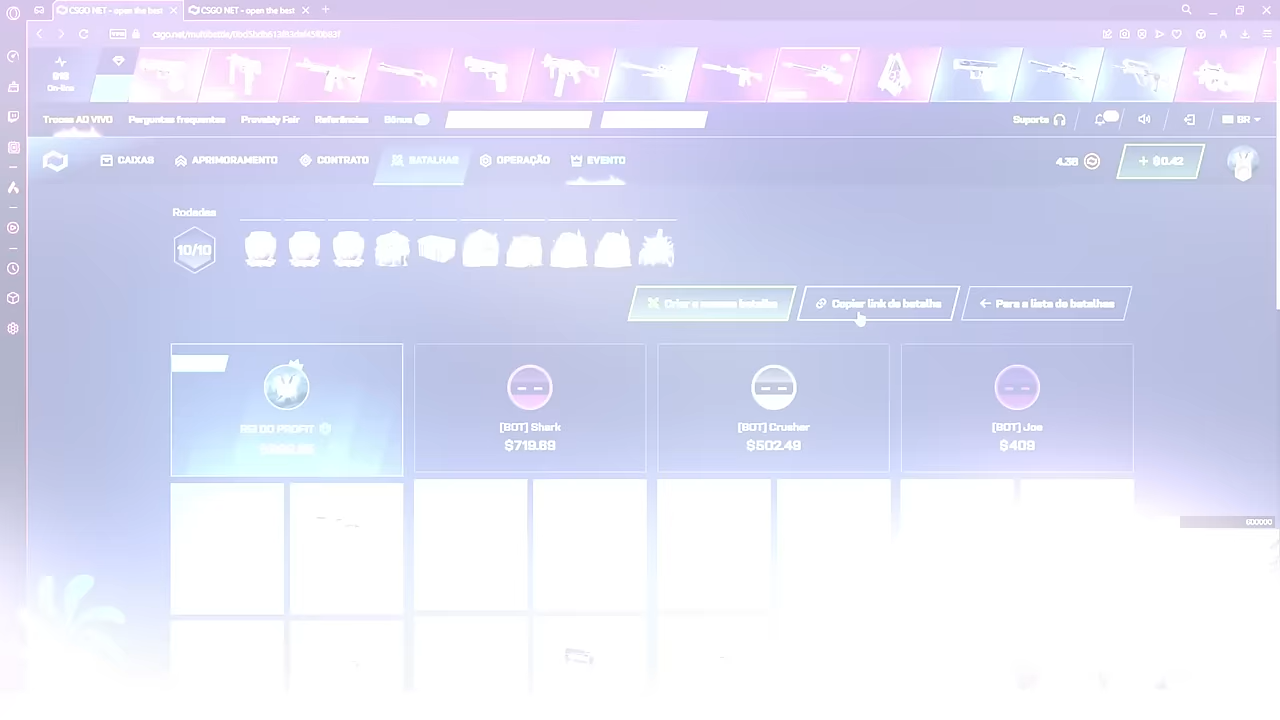 CSGO NET - open the best
CSGO NET - open the best
On-line
Trocas AO VIVO
Perguntas frequentes
Provably Fair
Referências
Bônus
Suporte
BR
CAIXAS
APRIMORAMENTO
CONTRATO
BATALHAS
OPERAÇÃO
EVENTO
4.38
+ $0.42
Rodadas
10/10
Criar a mesma batalha
Copiar link da batalha
Para a lista de batalhas
DO PROFIT
[BOT] Shark
$719.69
[BOT] Crusher
$502.49
[BOT] Joe
$409
600000